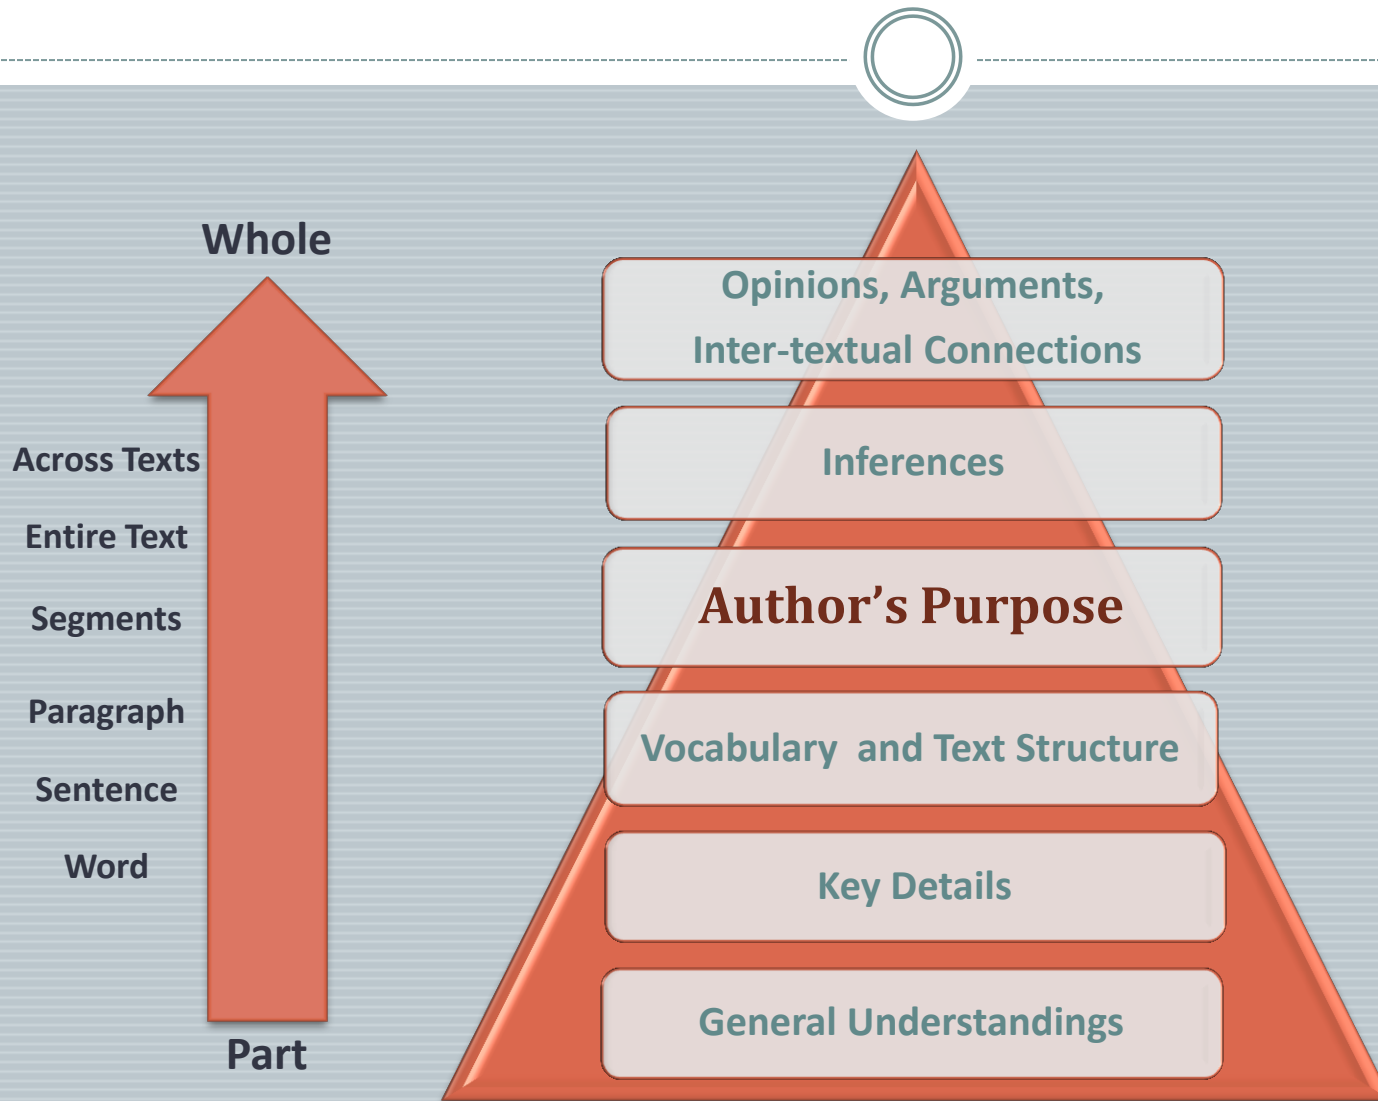 Whole
Across Texts
Entire Text
Segments
Paragraph
Sentence
Word
Part
Opinions, Arguments,
Inter-textual Connections
Inferences
Author’s Purpose
Vocabulary  and Text Structure
Key Details
General Understandings